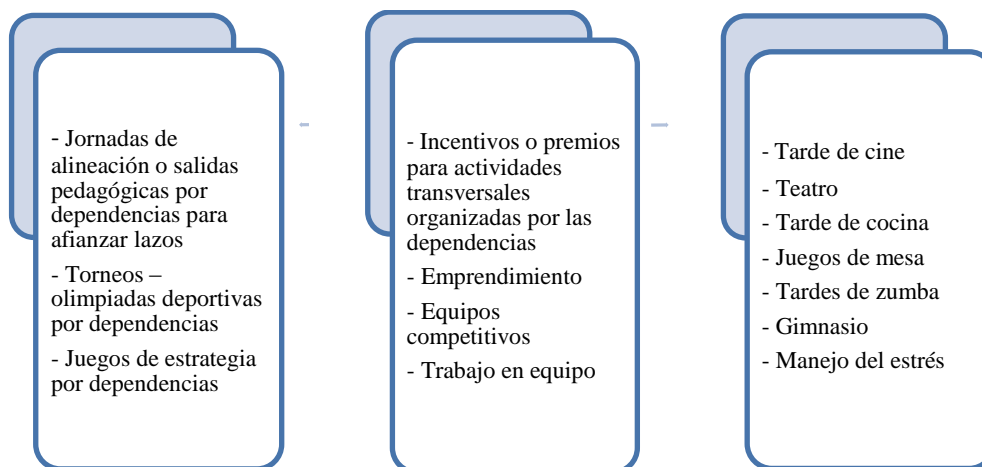 - Jornadas de
alineación o salidas
pedagógicas por
dependencias para
afianzar lazos
- Torneos –
olimpiadas deportivas
por dependencias
- Juegos de estrategia
por dependencias
- Incentivos o premios
para actividades
transversales
organizadas por las
dependencias
- Emprendimiento
- Equipos
competitivos
- Trabajo en equipo
- Tarde de cine
- Teatro
- Tarde de cocina
- Juegos de mesa
- Tardes de zumba
- Gimnasio
- Manejo del estrés